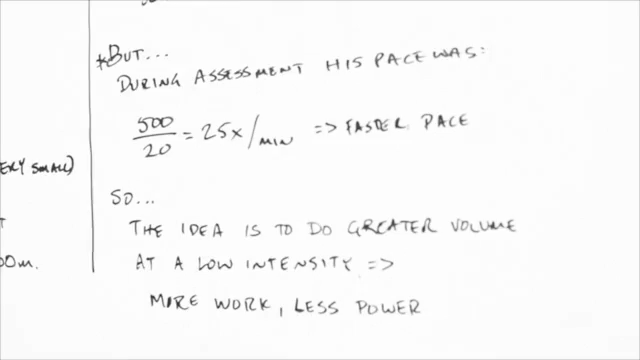 *BUT...
DURING ASSESSMENT HIS PACE WAS:
500/20 = 25x/MIN => FASTER PACE
SMALL)
SO...
THE IDEA IS TO DO GREATER VOLUME
AT A LOW INTENSITY =>
MORE WORK, LESS POWER